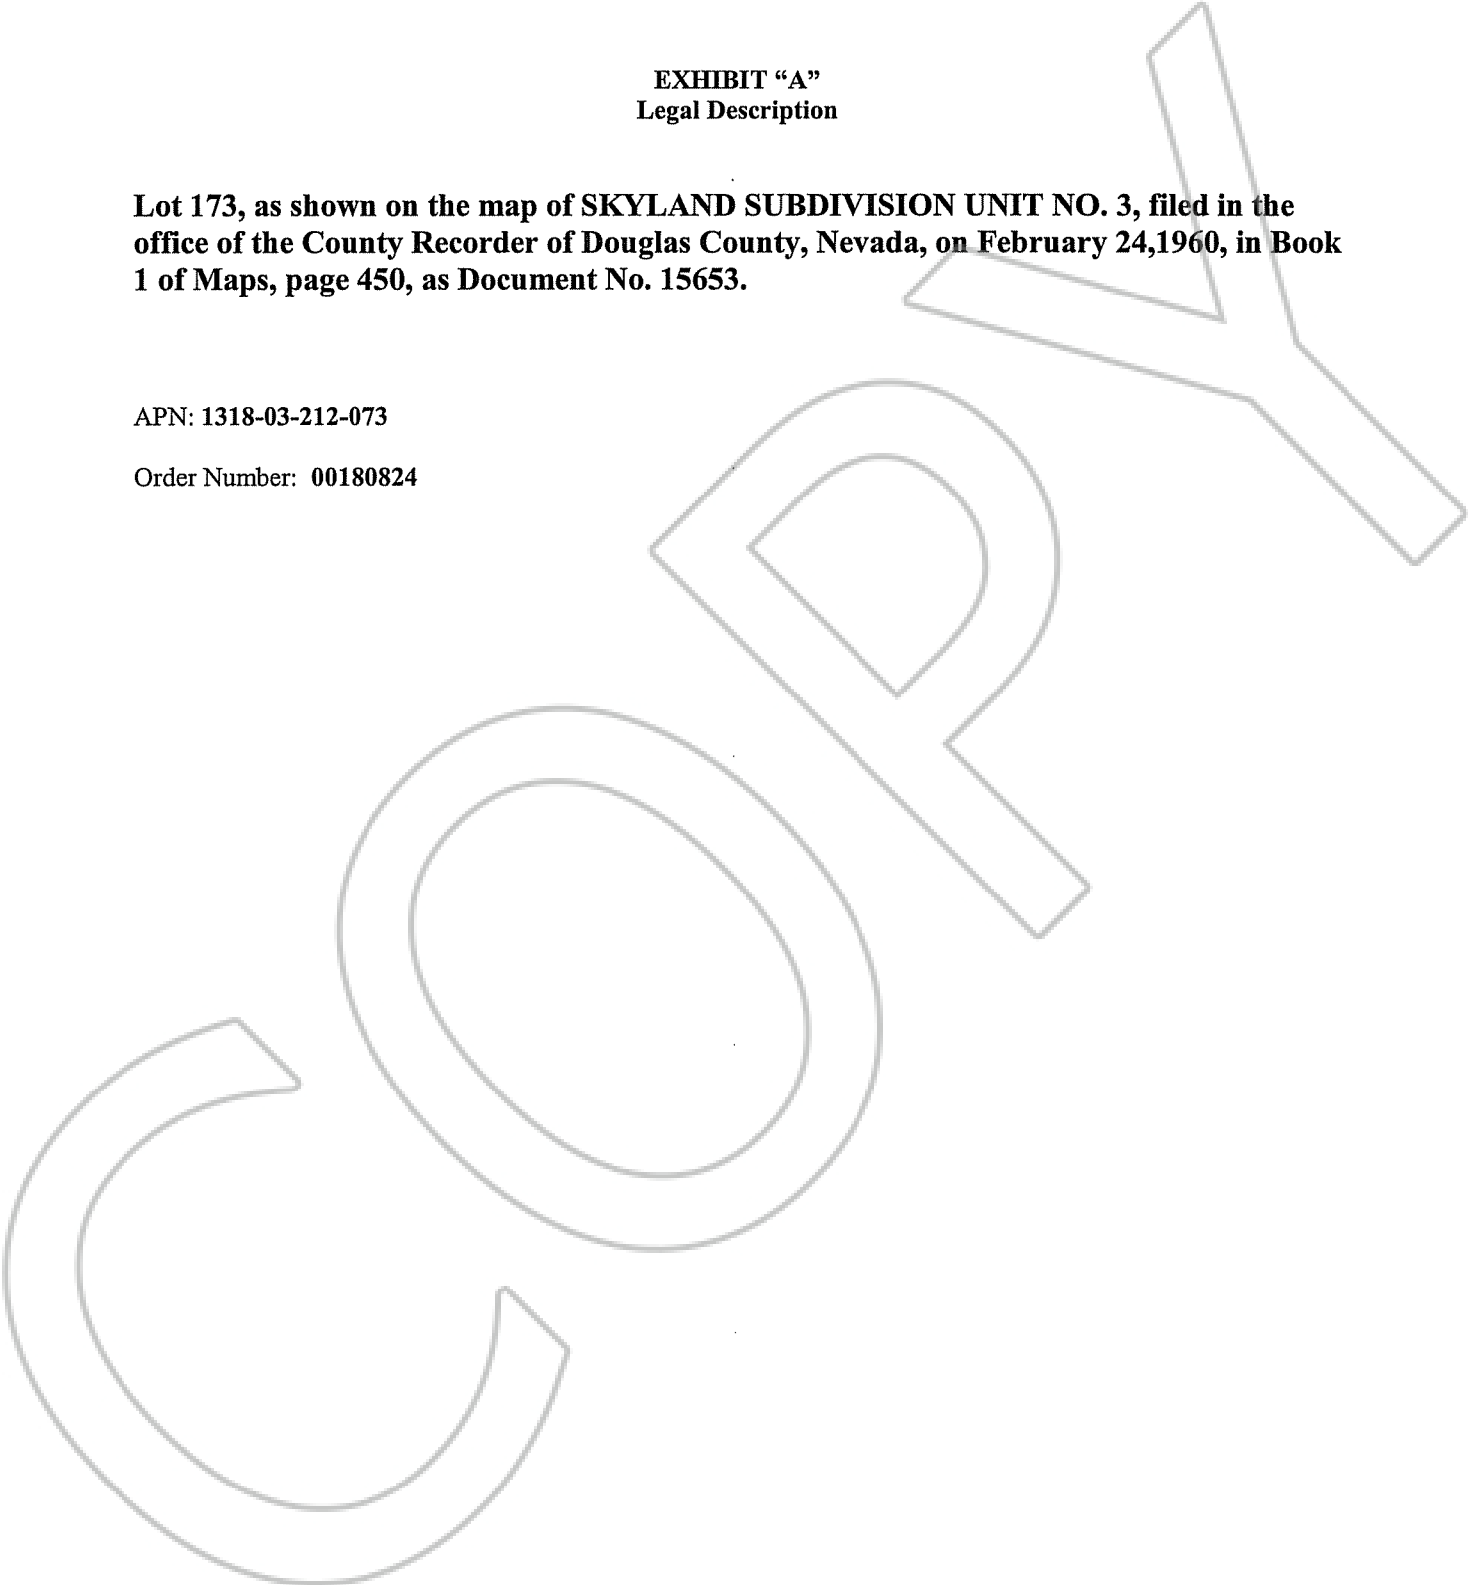 EXHIBIT “A”
Legal Description
Lot 173, as shown on the map of SKYLAND SUBDIVISION UNIT NO. 3, filed in the
office of the County Recorder of Douglas County, Nevada, on February 24,1960, in Book
1 of Maps, page 450, as Document No. 15653.
APN: 1318-03-212-073
Order Number: 00180824
COPY